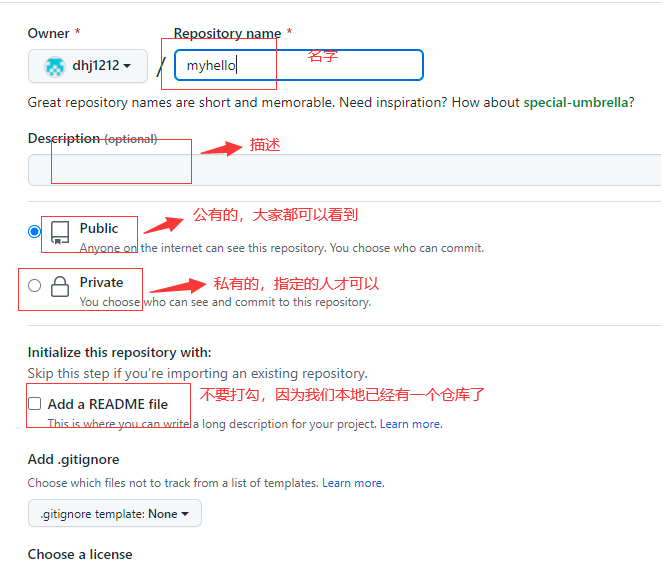 Owner * Repository name *
dhj1212 / myhello 名字
Great repository names are short and memorable. Need inspiration? How about special-umbrella?
Description (optional)
描述
公有的，大家都可以看到
Public
Anyone on the internet can see this repository. You choose who can commit.
Private 私有的，指定的人才可以
You choose who can see and commit to this repository.
Initialize this repository with:
Skip this step if you're importing an existing repository.
Add a README file 不要打勾，因为我们本地已经有一个仓库了
This is where you can write a long description for your project. Learn more.
Add .gitignore
Choose which files not to track from a list of templates. Learn more.
.gitignore template: None
Choose a license